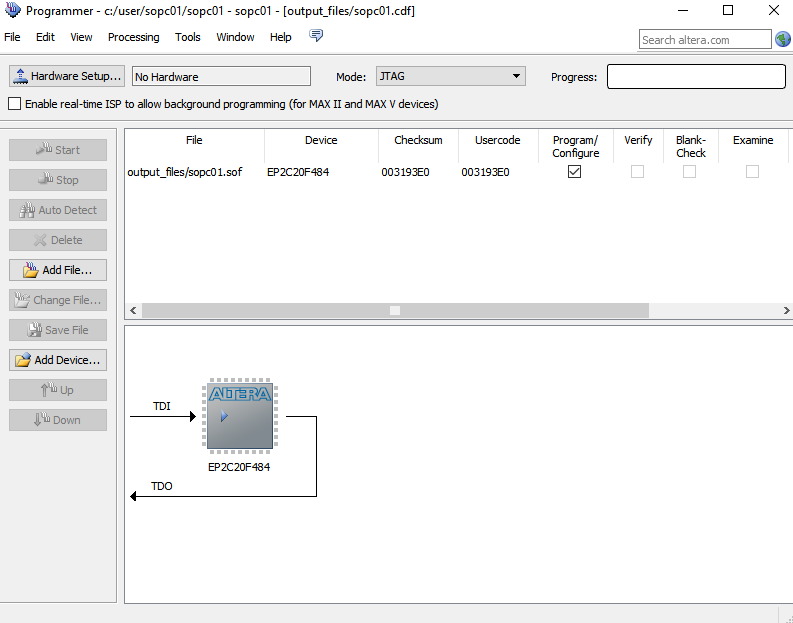 Programmer - c:/user/sopc01/sopc01 - sopc01 - [output_files/sopc01.cdf]
File Edit View Processing Tools Window Help
Search altera.com
Hardware Setup... No Hardware Mode: JTAG Progress:
Enable real-time ISP to allow background programming (for MAX II and MAX V devices)
Start
Stop
Auto Detect
Delete
Add File...
Change File...
Save File
Add Device...
Up
Down
File Device Checksum Usercode Program/ Verify Blank- Examine
Configure Check
output_files/sopc01.sof EP2C20F484 003193E0 003193E0
TDI
ALTERA
EP2C20F484
TDO